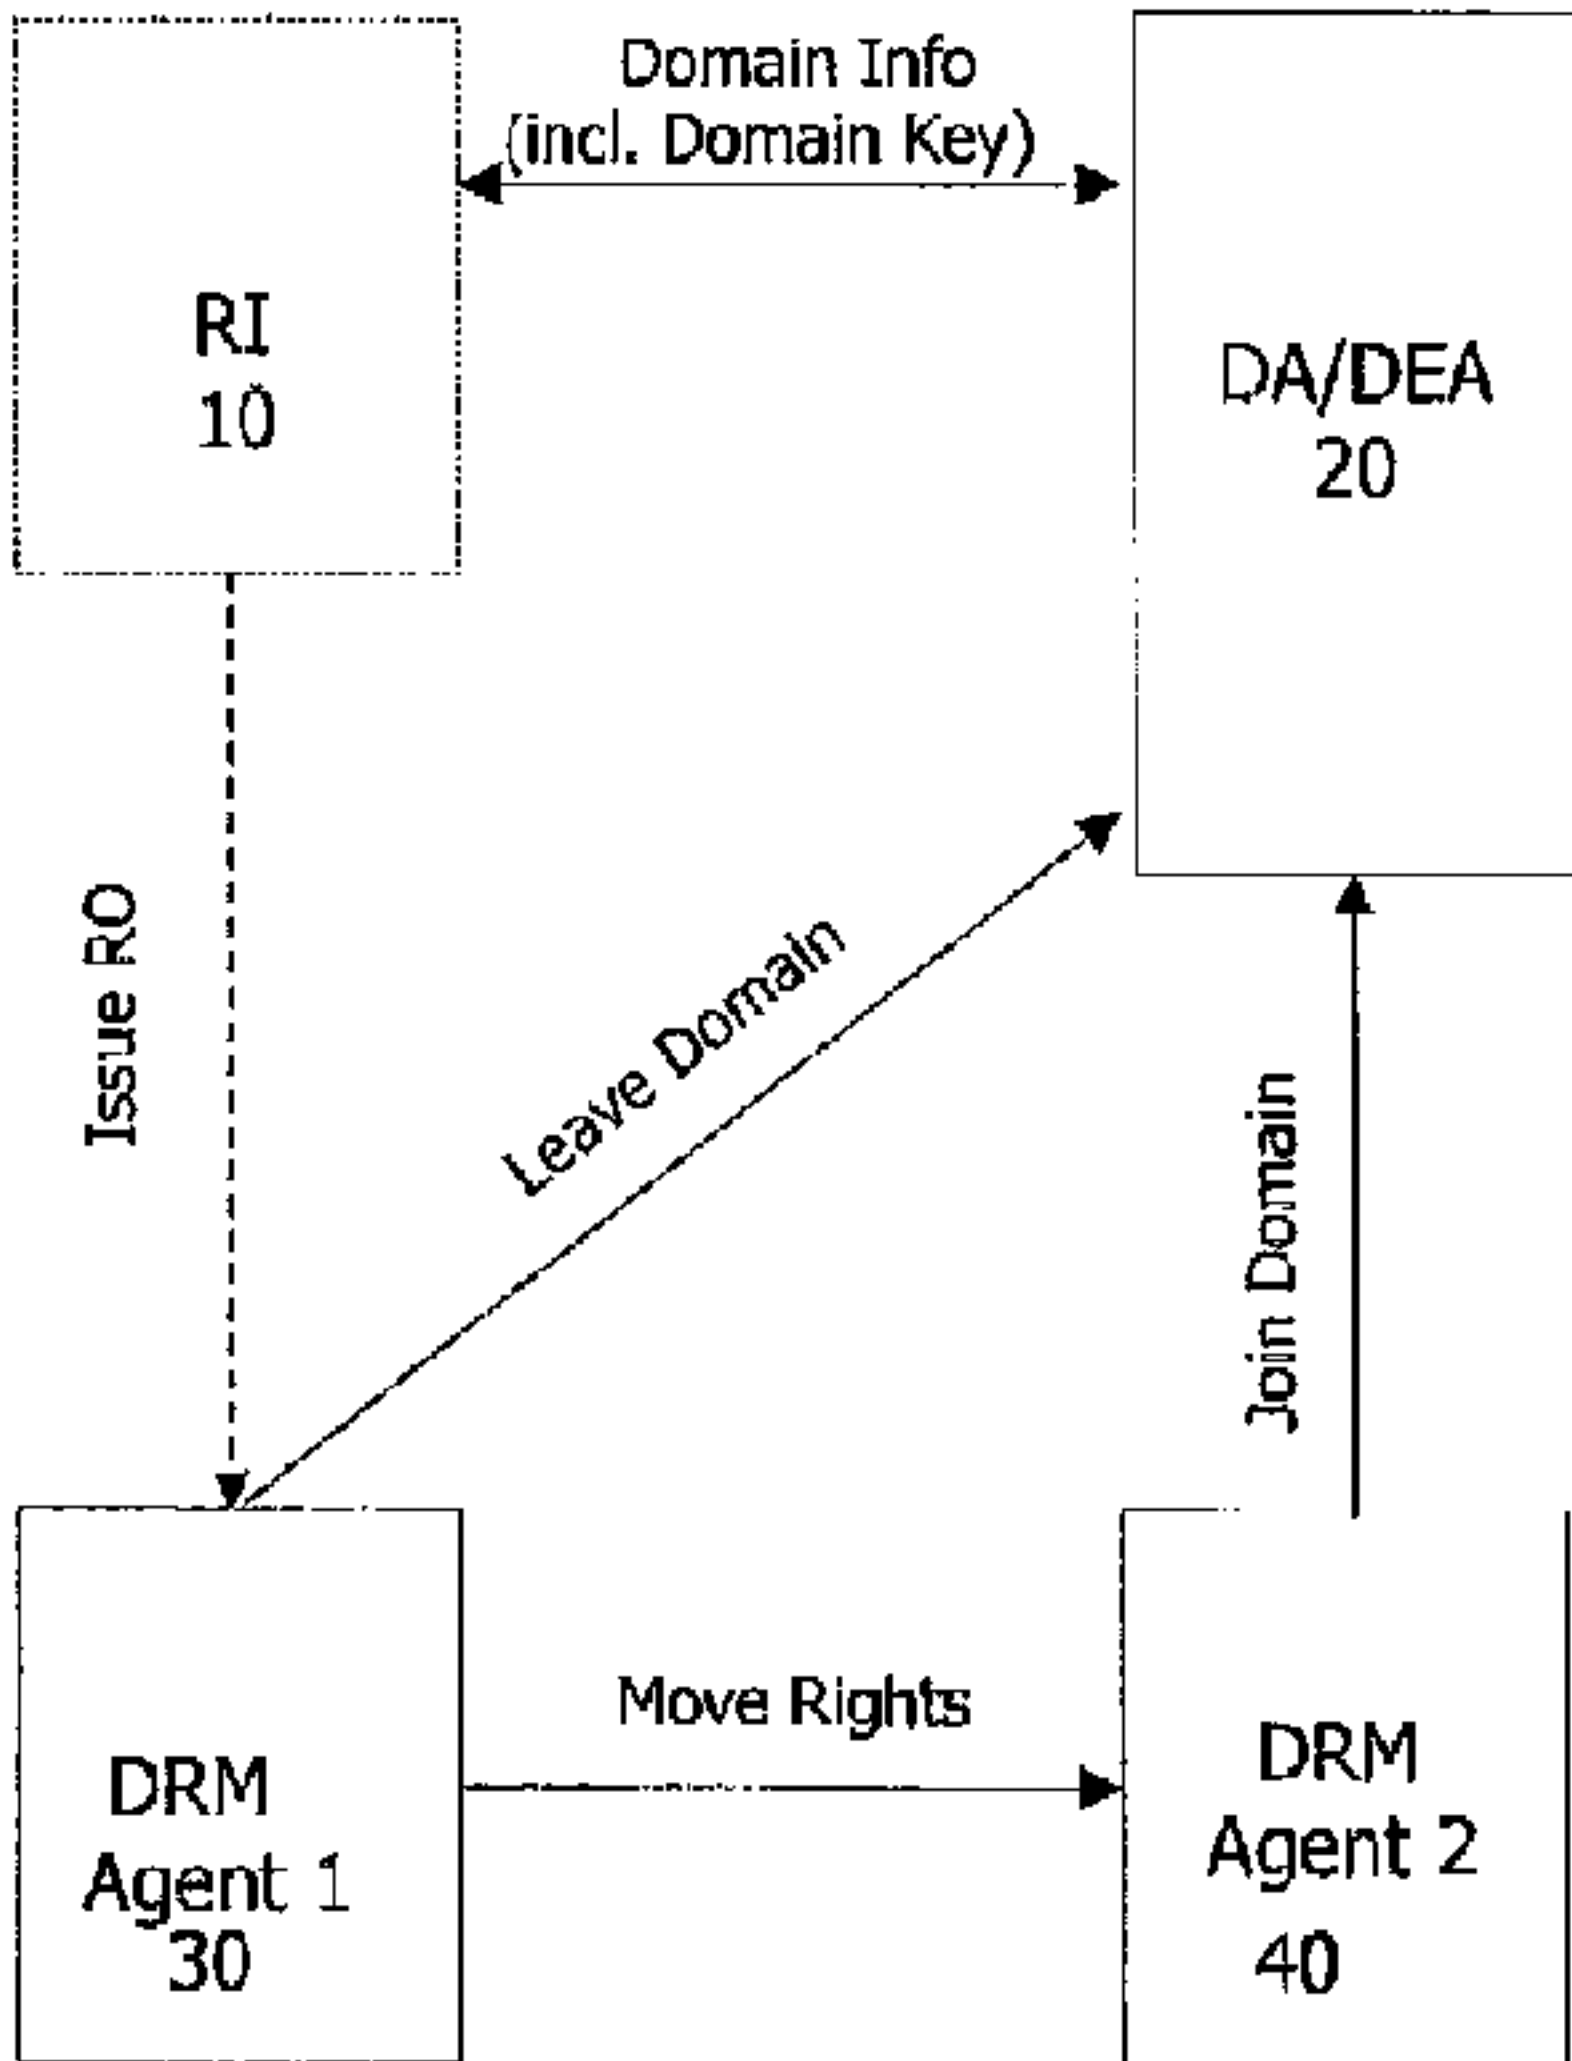 Domain Info
(incl. Domain Key)
RI
10
DA/DEA
20
Issue RO
Leave Domain
Join Domain
Move Rights
DRM
Agent 1
30
DRM
Agent 2
40